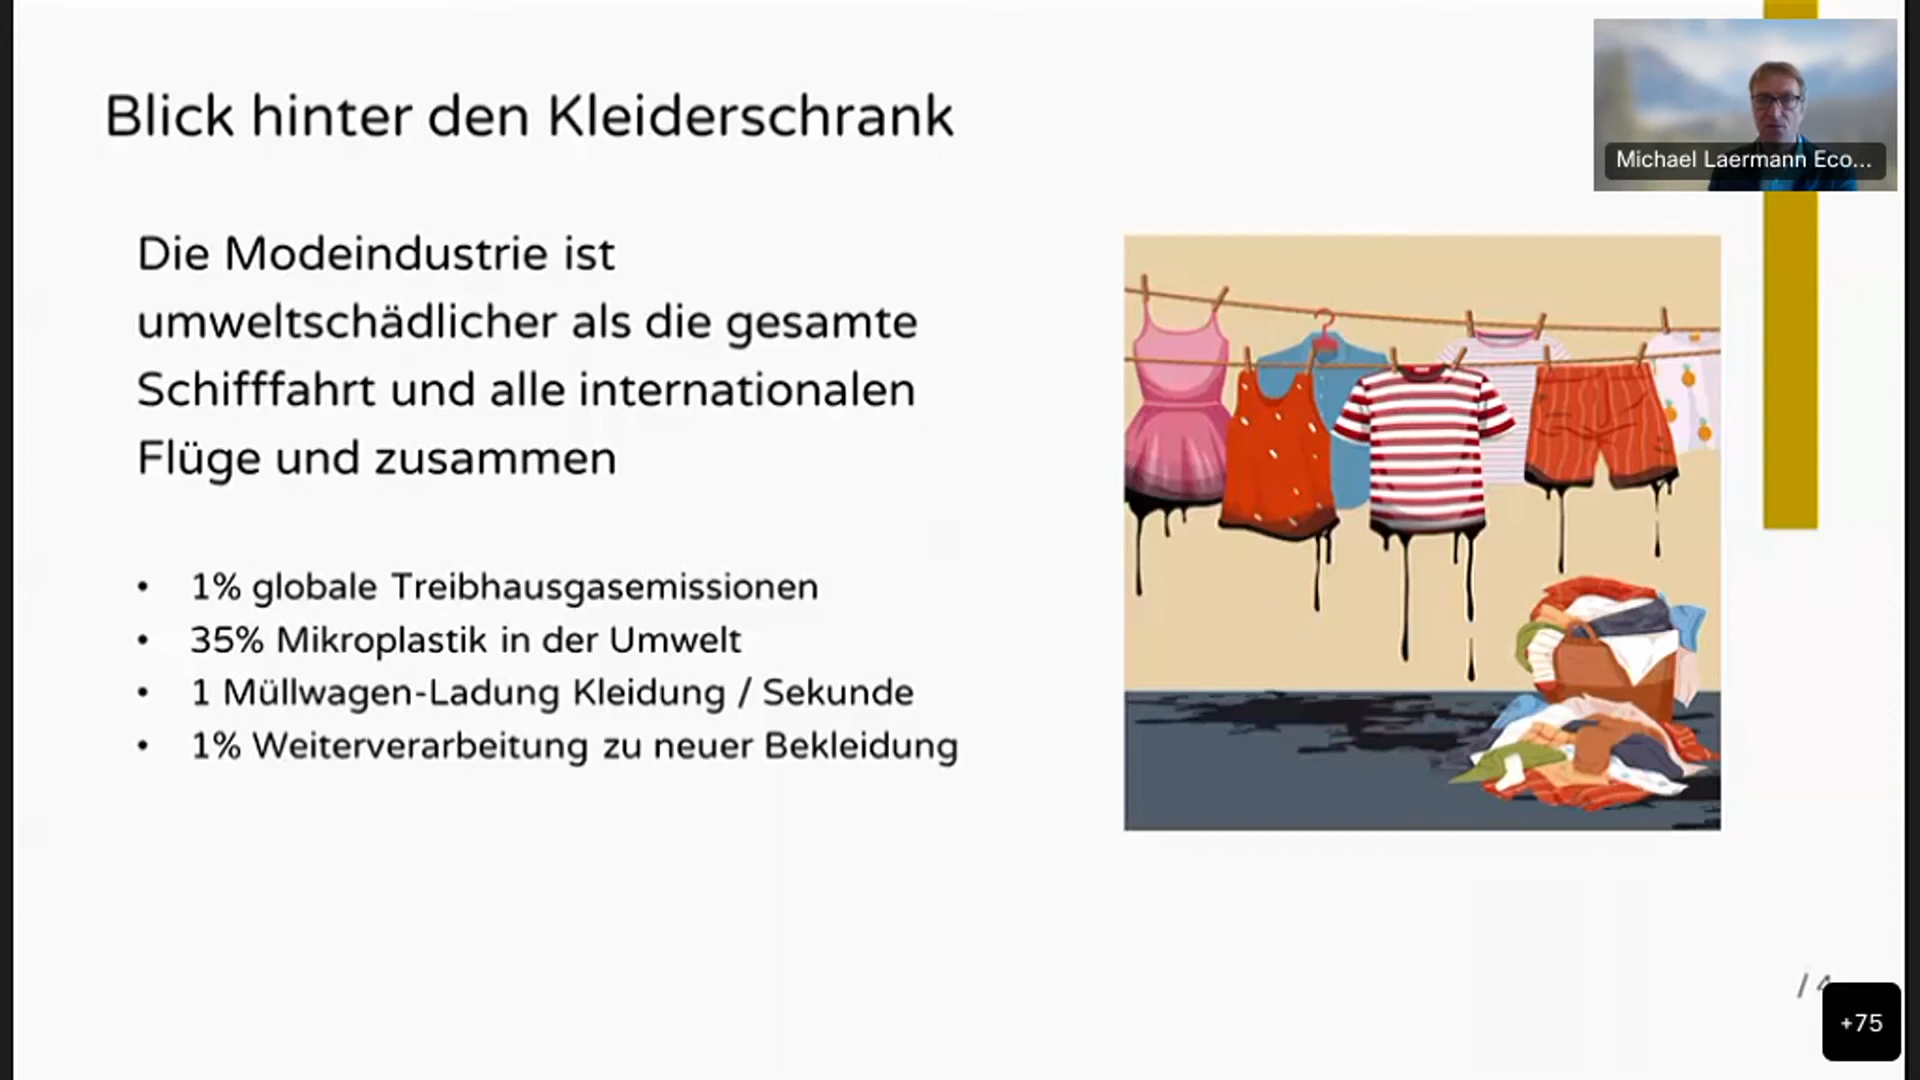 Blick hinter den Kleiderschrank
Michael Laermann Eco...
Die Modeindustrie ist
umweltschädlicher als die gesamte
Schifffahrt und alle internationalen
Flüge und zusammen
• 1% globale Treibhausgasemissionen
• 35% Mikroplastik in der Umwelt
• 1 Müllwagen-Ladung Kleidung / Sekunde
• 1% Weiterverarbeitung zu neuer Bekleidung
+75